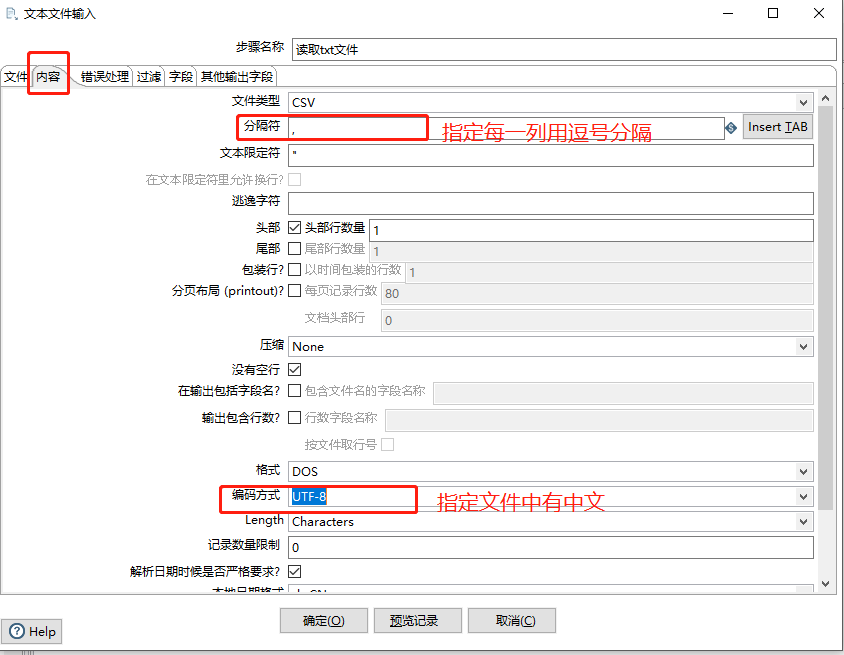 文本文件输入
步骤名称 读取txt文件
文件 内容 错误处理 过滤 字段 其他输出字段
文件类型 CSV
分隔符 , 指定每一列用逗号分隔 Insert TAB
文本限定符 "
在文本限定符里允许换行?
逃逸字符
头部 头部行数量 1
尾部 尾部行数量 1
包装行? 以时间包装的行数 1
分页布局 (printout)? 每页记录行数 80
文档头部行 0
压缩 None
没有空行
在输出包括字段名? 包含文件名的字段名称
输出包含行数? 行数字段名称
按文件取行号
格式 DOS
编码方式 UTF-8 指定文件中有中文
Length Characters
记录数量限制 0
解析日期时候是否严格要求?
确定(O) 预览记录 取消(C)
Help